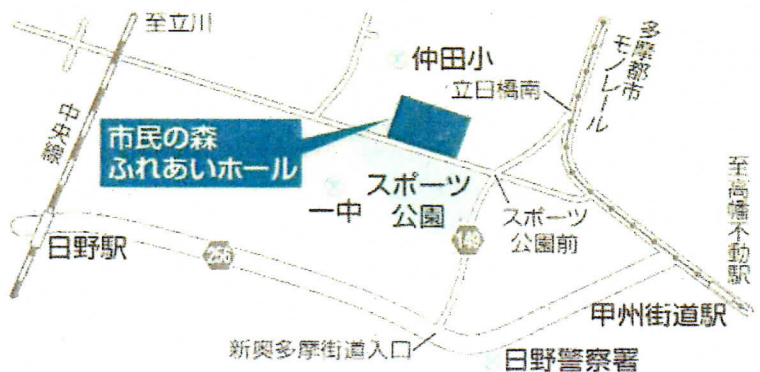 至立川
仲田小
多摩都市
モノレール
立日橋南
中央線
市民の森
ふれあいホール
至高幡不動駅
スポーツ
公園
一中
スポーツ
公園前
149
日野駅
256
甲州街道駅
新奥多摩街道入口
日野警察署